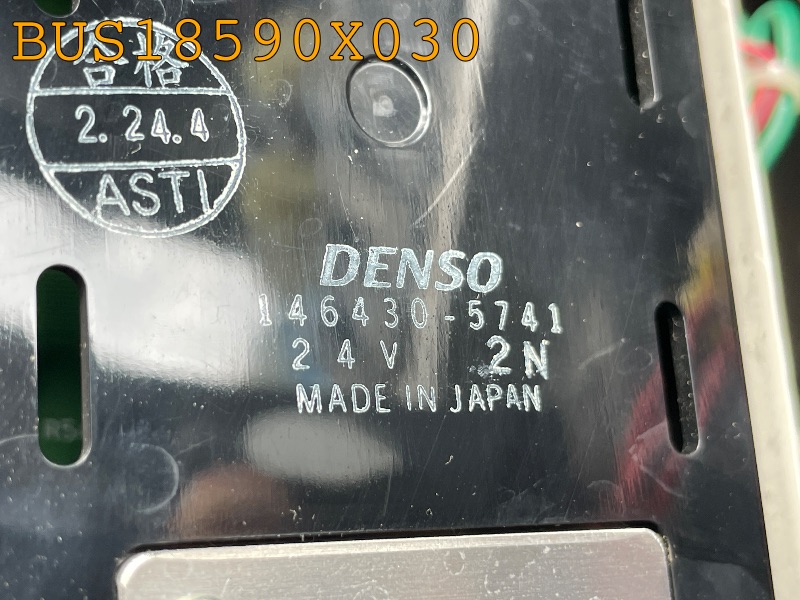 BUS18590X030
合格
2.24.4
ASTI
DENSO
146430-5741
24V 2N
MADE IN JAPAN